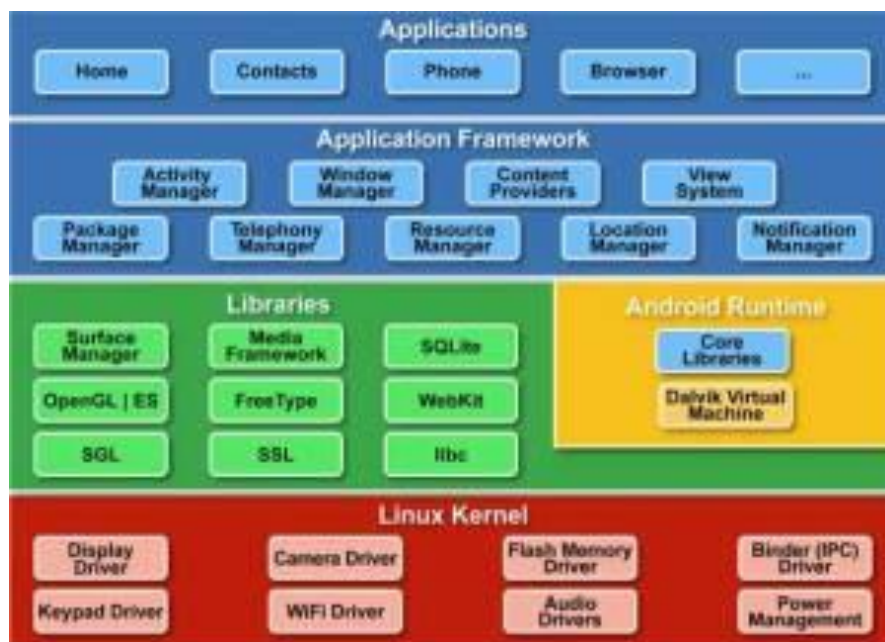 Applications
Home
Contacts
Phone
Browser
...
Application Framework
Activity
Manager
Window
Manager
Content
Providers
View
System
Package
Manager
Telephony
Manager
Resource
Manager
Location
Manager
Notification
Manager
Libraries
Surface
Manager
Media
Framework
SQLite
OpenGL | ES
FreeType
WebKit
SGL
SSL
libc
Android Runtime
Core
Libraries
Dalvik Virtual
Machine
Linux Kernel
Display
Driver
Camera Driver
Flash Memory
Driver
Binder (IPC)
Driver
Keypad Driver
WiFi Driver
Audio
Drivers
Power
Management